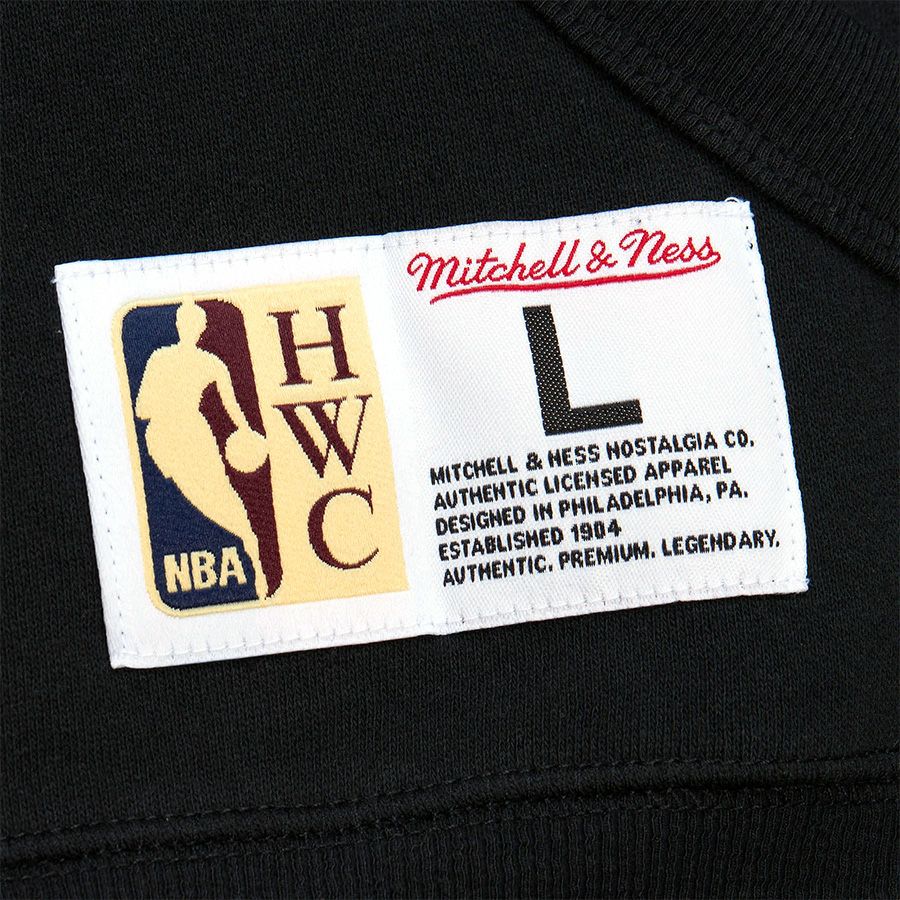 NBA
H
W
C
Mitchell & Ness
L
MITCHELL & NESS NOSTALGIA CO.
AUTHENTIC LICENSED APPAREL
DESIGNED IN PHILADELPHIA, PA.
ESTABLISHED 1904
AUTHENTIC. PREMIUM. LEGENDARY.